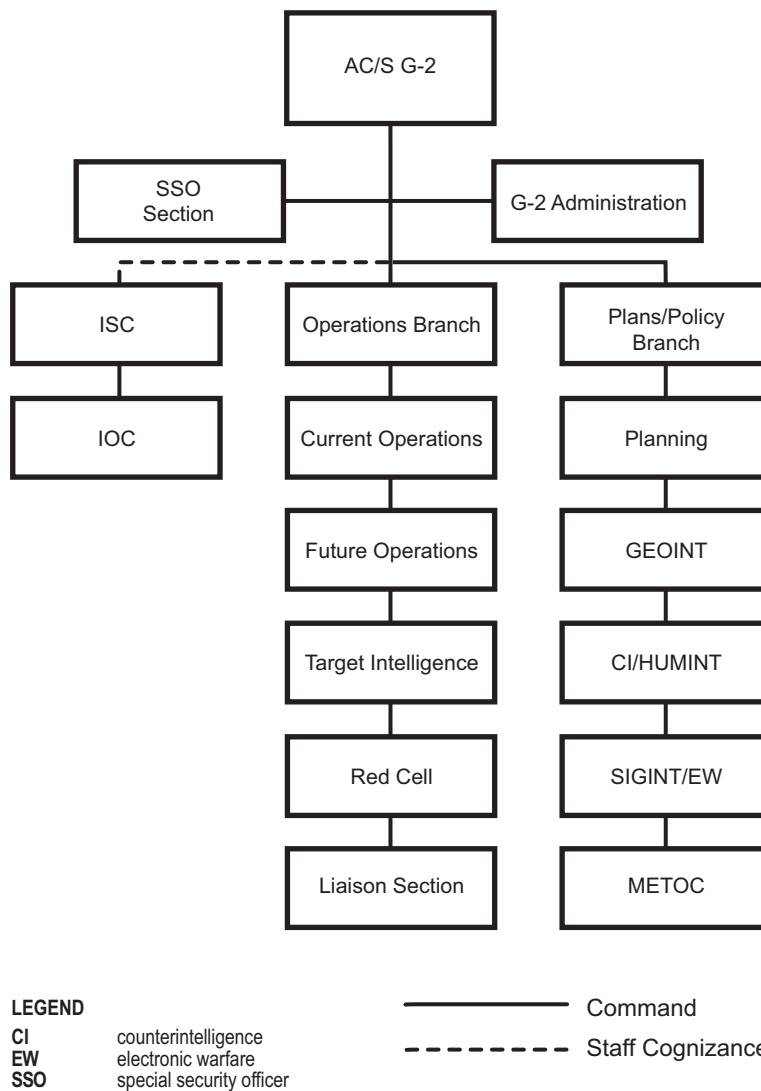 AC/S G-2
SSO
Section
G-2 Administration
ISC
Operations Branch
Plans/Policy
Branch
IOC
Current Operations
Planning
Future Operations
GEOINT
Target Intelligence
CI/HUMINT
Red Cell
SIGINT/EW
Liaison Section
METOC
LEGEND
CI counterintelligence
EW electronic warfare
SSO special security officer
Command
Staff Cognizance